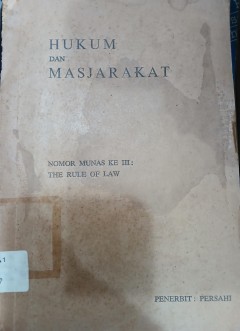 HUKUM
DAN
MASJARAKAT
NOMOR MUNAS KE III:
THE RULE OF LAW
PENERBIT: PERSAHI